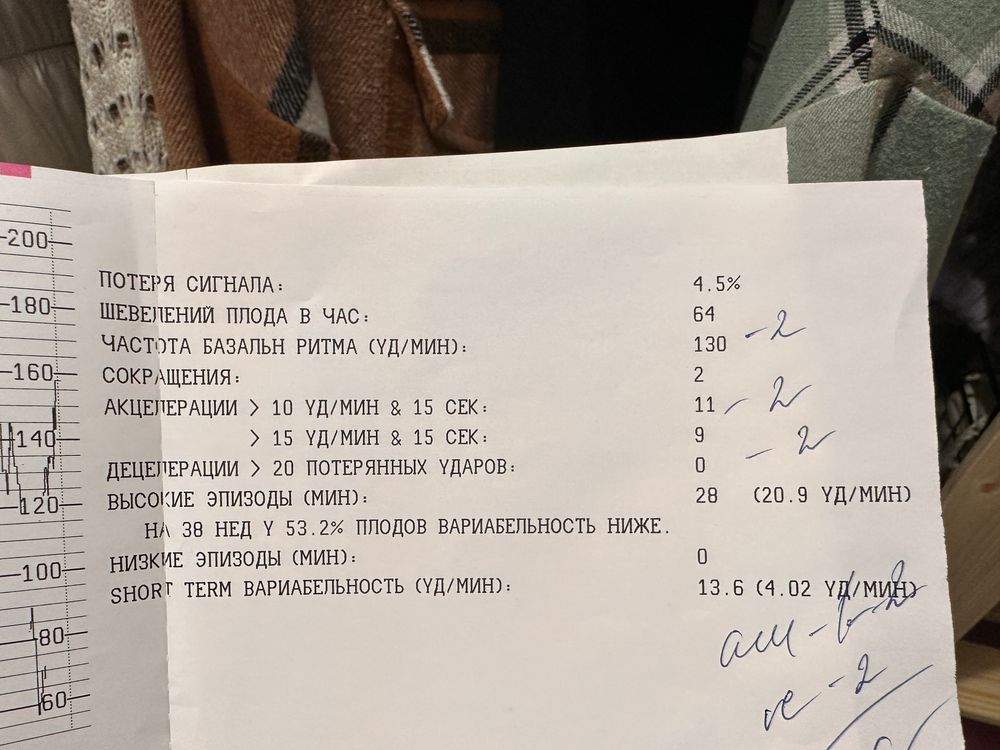 200
180
160
140
120
100
80
60
ПОТЕРЯ СИГНАЛА: 4.5%
ШЕВЕЛЕНИЙ ПЛОДА В ЧАС: 64
ЧАСТОТА БАЗАЛЬН РИТМА (УД/МИН): 130 - 2
СОКРАЩЕНИЯ: 2
АКЦЕЛЕРАЦИИ > 10 УД/МИН & 15 СЕК: 11 - 2
> 15 УД/МИН & 15 СЕК: 9 - 2
ДЕЦЕЛЕРАЦИИ > 20 ПОТЕРЯННЫХ УДАРОВ: 0
ВЫСОКИЕ ЭПИЗОДЫ (МИН): 28 (20.9 УД/МИН)
НА 38 НЕД У 53.2% ПЛОДОВ ВАРИАБЕЛЬНОСТЬ НИЖЕ.
НИЗКИЕ ЭПИЗОДЫ (МИН): 0
SHORT TERM ВАРИАБЕЛЬНОСТЬ (УД/МИН): 13.6 (4.02 УД/МИН)